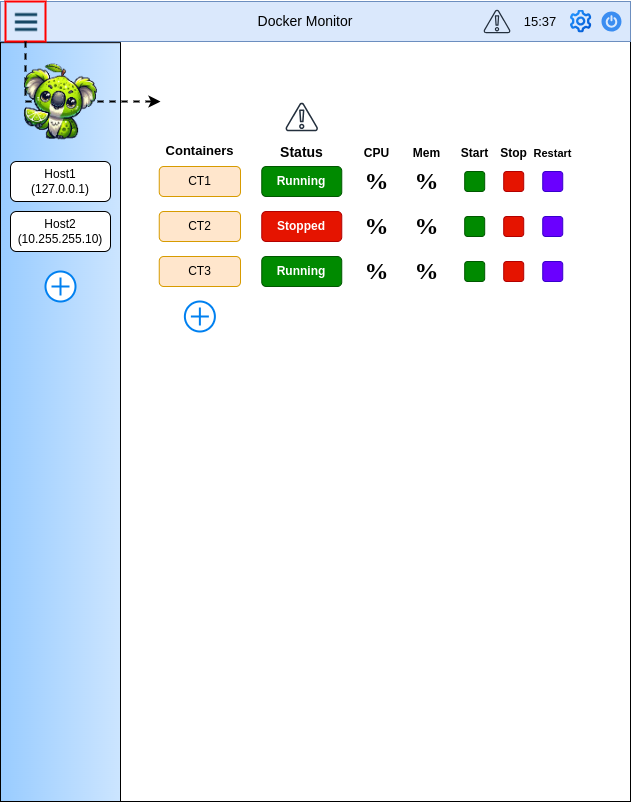 Docker Monitor
15:37
Host1
(127.0.0.1)
Host2
(10.255.255.10)
Containers Status CPU Mem Start Stop Restart
CT1 Running % %
CT2 Stopped % %
CT3 Running % %